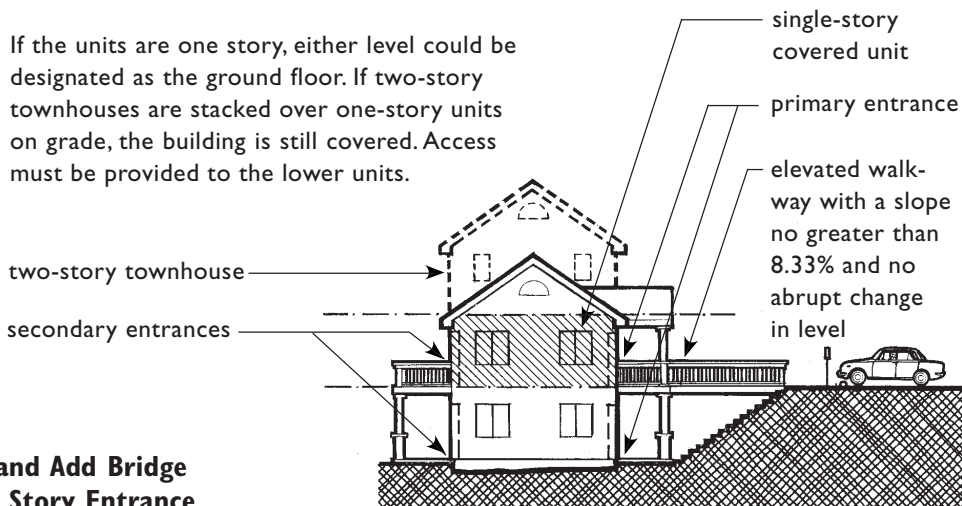 If the units are one story, either level could be
designated as the ground floor. If two-story
townhouses are stacked over one-story units
on grade, the building is still covered. Access
must be provided to the lower units.
single-story
covered unit
primary entrance
elevated walk-
way with a slope
no greater than
8.33% and no
abrupt change
in level
two-story townhouse
secondary entrances
and Add Bridge
Story Entrance